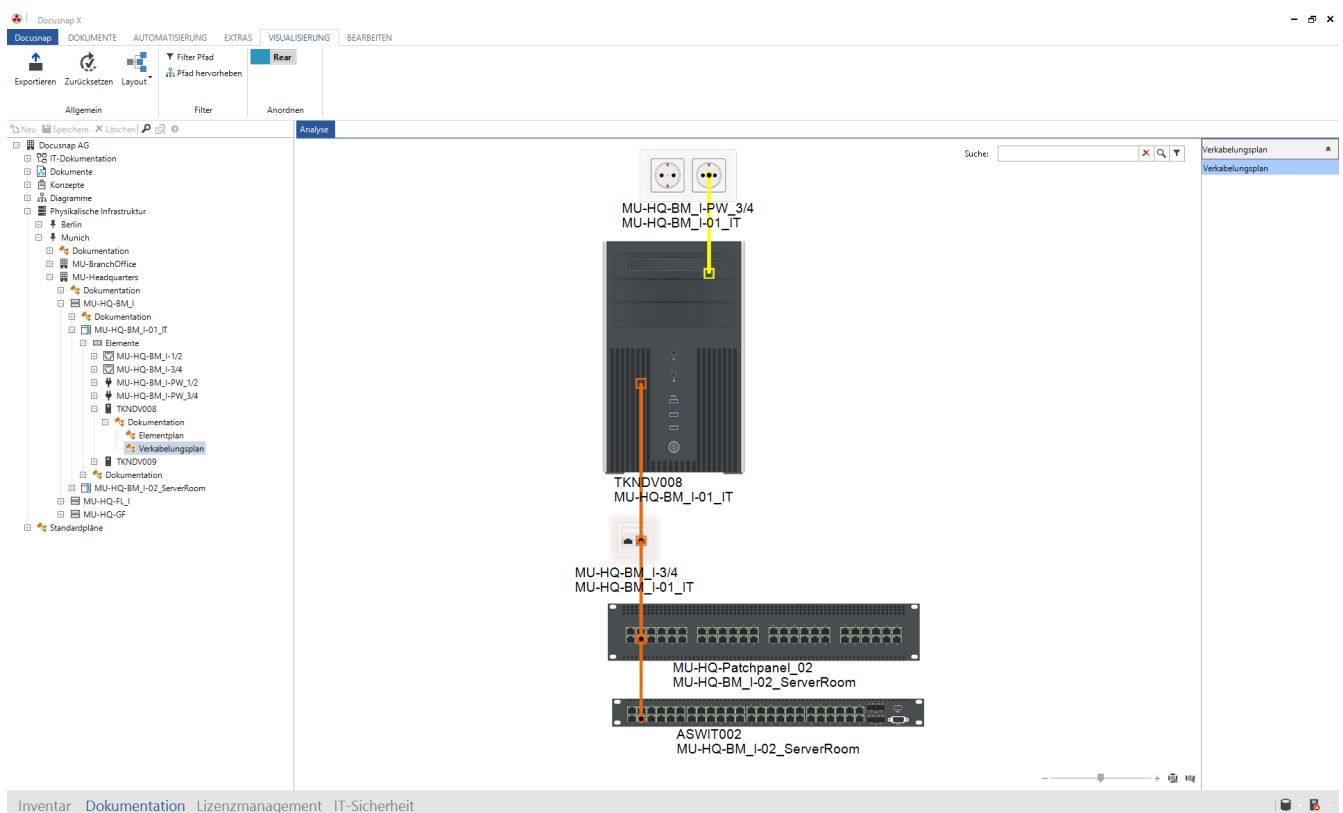 Docusnap X
Docusnap DOKUMENTE AUTOMATISIERUNG EXTRAS VISUALISIERUNG BEARBEITEN
Exportieren Zurücksetzen Layout
Filter Pfad
Pfad hervorheben
Rear
Allgemein Filter Anordnen
Neu Speichern Löschen
Docusnap AG
IT-Dokumentation
Dokumente
Konzepte
Diagramme
Physikalische Infrastruktur
Berlin
Munich
Dokumentation
MU-BranchOffice
MU-Headquarters
Dokumentation
MU-HQ-BM_I
Dokumentation
MU-HQ-BM_I-01_IT
Elemente
MU-HQ-BM_I-1/2
MU-HQ-BM_I-3/4
MU-HQ-BM_I-PW_1/2
MU-HQ-BM_I-PW_3/4
TKNDV008
Dokumentation
Elementplan
Verkabelungsplan
TKNDV009
Dokumentation
MU-HQ-BM_I-02_ServerRoom
MU-HQ-FL_I
MU-HQ-GF
Standardpläne
Analyse
Suche:
MU-HQ-BM_I-PW_3/4
MU-HQ-BM_I-01_IT
TKNDV008
MU-HQ-BM_I-01_IT
MU-HQ-BM_I-3/4
MU-HQ-BM_I-01_IT
MU-HQ-Patchpanel_02
MU-HQ-BM_I-02_ServerRoom
ASWIT002
MU-HQ-BM_I-02_ServerRoom
Verkabelungsplan
Verkabelungsplan
Inventar Dokumentation Lizenzmanagement IT-Sicherheit